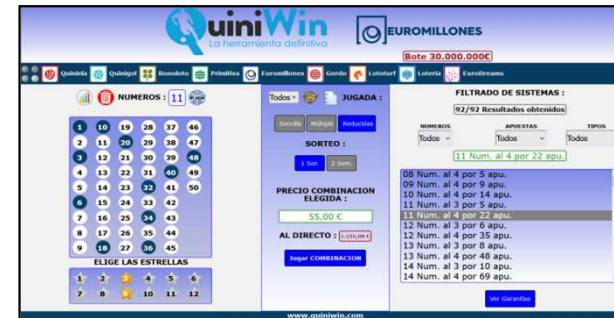 QuiniWin
La herramienta definitiva
EUROMILLONES
Bote 30.000.000€
Quiniela Quinigol Bonoloto Primitiva Euromillones Gordo Lototurf Loteria EuroDreams
NUMEROS : 11
1 10 19 28 37 46
2 11 20 29 38 47
3 12 21 30 39 48
4 13 22 31 40 49
5 14 23 32 41 50
6 15 24 33 42
7 16 25 34 43
8 17 26 35 44
9 18 27 36 45
ELIGE LAS ESTRELLAS
1 2 4 5 6
7 8 10 11 12
Todos JUGADA :
Sencilla Múltiple Reducidas
SORTEO :
1 Sor. 2 Sem.
PRECIO COMBINACION
ELEGIDA :
55,00 €
AL DIRECTO : 1.155,00 €
Jugar COMBINACION
FILTRADO DE SISTEMAS :
92/92 Resultados obtenidos
NUMEROS APUESTAS TIPOS
Todos Todos Todos
11 Num. al 4 por 22 apu.
08 Num. al 4 por 5 apu.
09 Num. al 4 por 9 apu.
10 Num. al 4 por 14 apu.
11 Num. al 3 por 5 apu.
11 Num. al 4 por 22 apu.
12 Num. al 3 por 6 apu.
12 Num. al 4 por 35 apu.
13 Num. al 3 por 8 apu.
13 Num. al 4 por 48 apu.
14 Num. al 3 por 10 apu.
14 Num. al 4 por 69 apu.
Ver Garantías
www.quiniwin.com